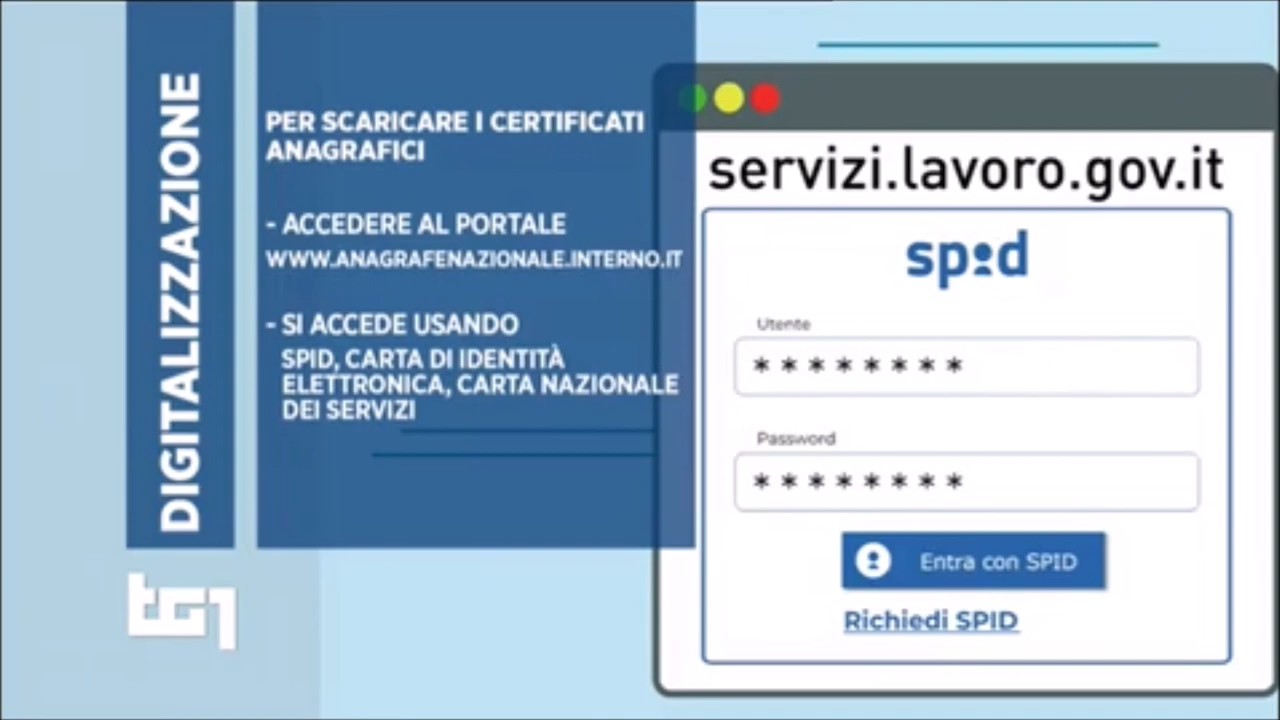 DIGITALIZZAZIONE
PER SCARICARE I CERTIFICATI
ANAGRAFICI
- ACCEDERE AL PORTALE
WWW.ANAGRAFENAZIONALE.INTERNO.IT
- SI ACCEDE USANDO
SPID, CARTA DI IDENTITÀ
ELETTRONICA, CARTA NAZIONALE
DEI SERVIZI
tg1
servizi.lavoro.gov.it
spid
Utente
* * * * * * * *
Password
* * * * * * * *
Entra con SPID
Richiedi SPID